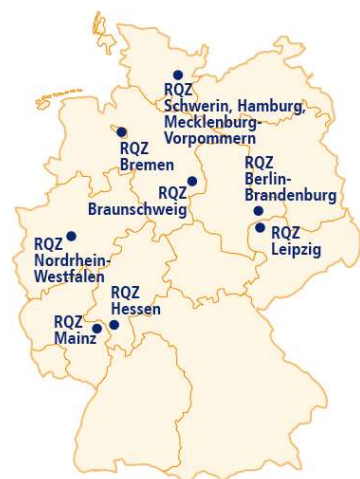 RQZ
Schwerin, Hamburg,
Mecklenburg-
Vorpommern
RQZ
Bremen
RQZ
Berlin-
Brandenburg
RQZ
Braunschweig
RQZ
Leipzig
RQZ
Nordrhein-
Westfalen
RQZ
Hessen
RQZ
Mainz